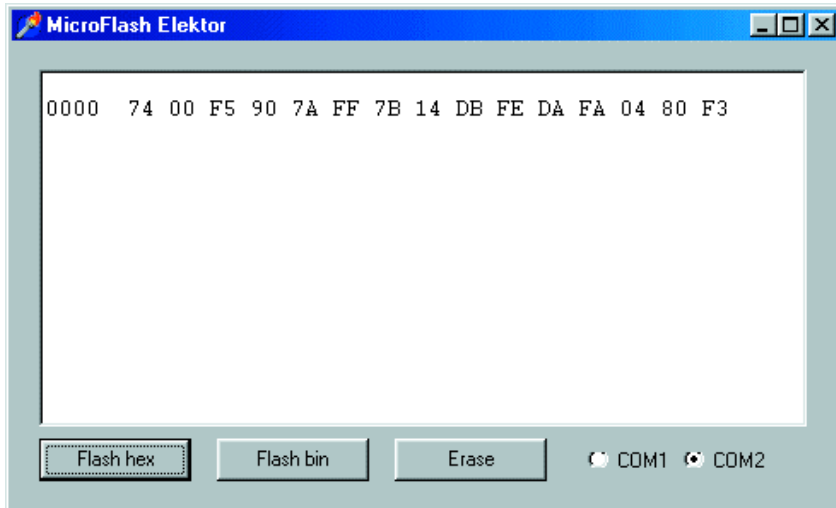 MicroFlash Elektor
0000 74 00 F5 90 7A FF 7B 14 DB FE DA FA 04 80 F3
Flash hex Flash bin Erase COM1 COM2